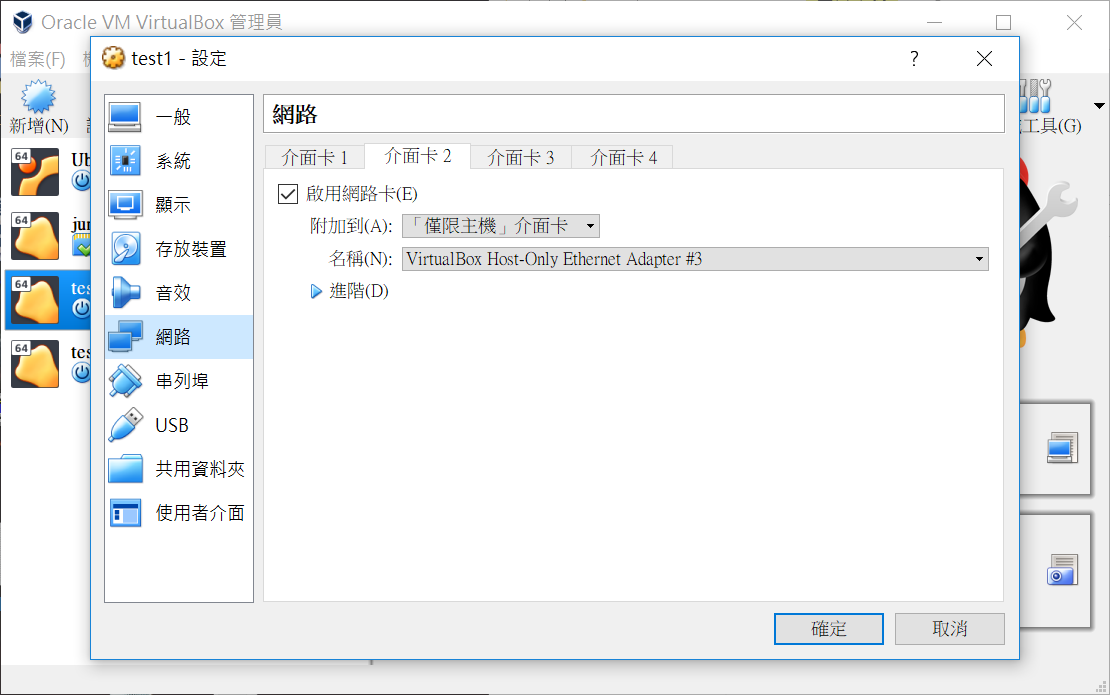 Oracle VM VirtualBox 管理員
檔案(F)
test1 - 設定
?
新增(N)
工具(G)
64
Ub
64
jun
64
tes
64
tes
一般
系統
顯示
存放裝置
音效
網路
串列埠
USB
共用資料夾
使用者介面
網路
介面卡 1
介面卡 2
介面卡 3
介面卡 4
啟用網路卡(E)
附加到(A):
「僅限主機」介面卡
名稱(N):
VirtualBox Host-Only Ethernet Adapter #3
進階(D)
確定
取消